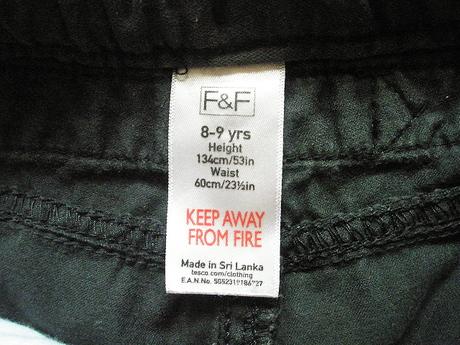 F&F
8-9 yrs
Height
134cm/53in
Waist
60cm/23½in
KEEP AWAY
FROM FIRE
Made in Sri Lanka
tesco.com/clothing
E.A.N. No.